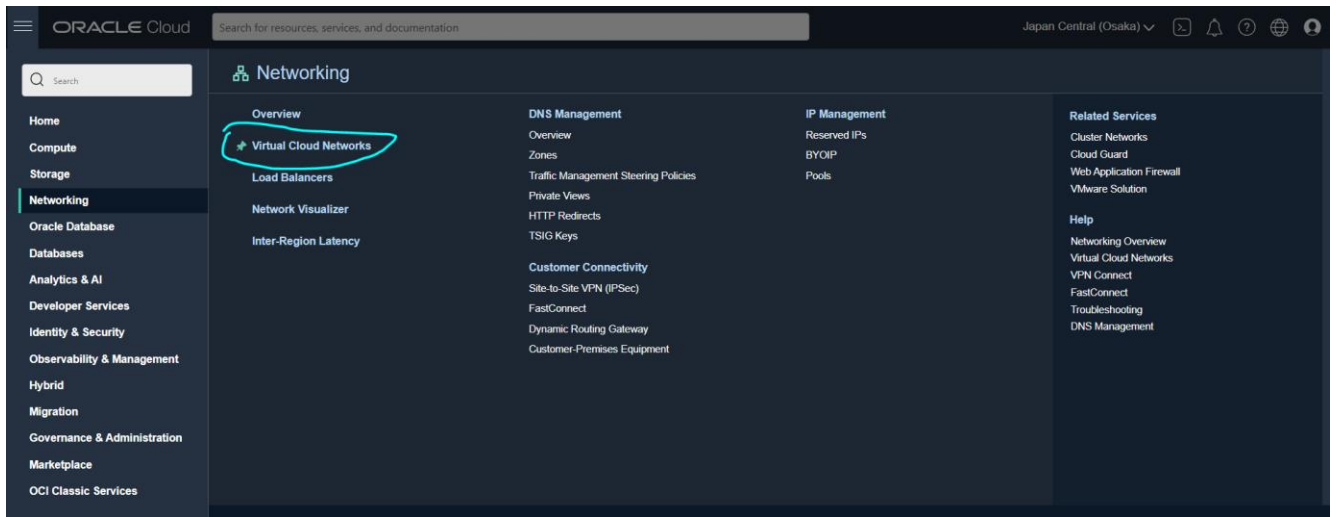 ORACLE Cloud
Search for resources, services, and documentation
Japan Central (Osaka)
Search
Home
Compute
Storage
Networking
Oracle Database
Databases
Analytics & AI
Developer Services
Identity & Security
Observability & Management
Hybrid
Migration
Governance & Administration
Marketplace
OCI Classic Services
Networking
Overview
Virtual Cloud Networks
Load Balancers
Network Visualizer
Inter-Region Latency
DNS Management
Overview
Zones
Traffic Management Steering Policies
Private Views
HTTP Redirects
TSIG Keys
Customer Connectivity
Site-to-Site VPN (IPSec)
FastConnect
Dynamic Routing Gateway
Customer-Premises Equipment
IP Management
Reserved IPs
BYOIP
Pools
Related Services
Cluster Networks
Cloud Guard
Web Application Firewall
VMware Solution
Help
Networking Overview
Virtual Cloud Networks
VPN Connect
FastConnect
Troubleshooting
DNS Management